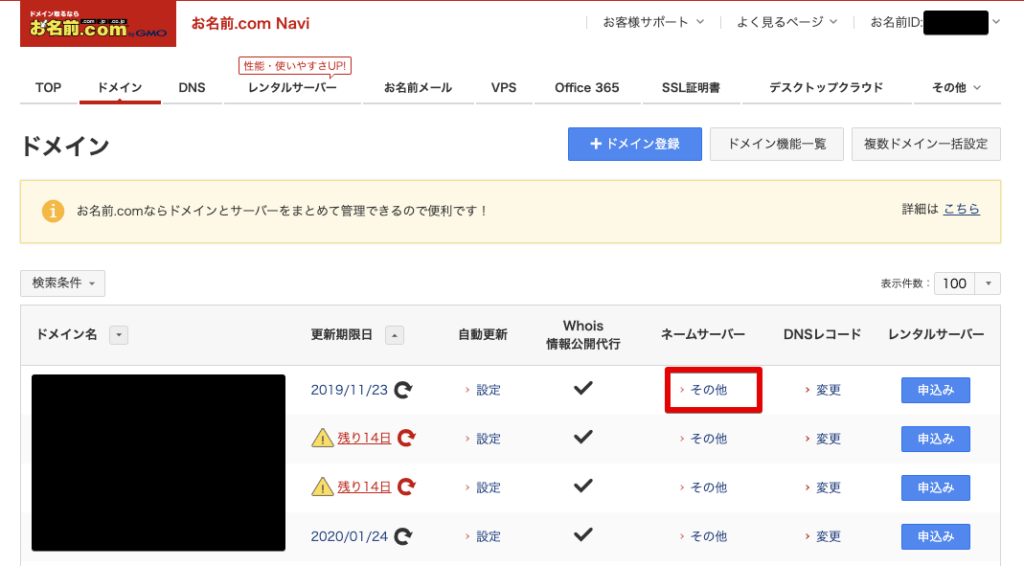 ドメイン取るなら
.com .jp .co.jp
お名前.com by GMO
お名前.com Navi
お客様サポート
よく見るページ
お名前ID:
性能・使いやすさUP!
TOP
ドメイン
DNS
レンタルサーバー
お名前メール
VPS
Office 365
SSL証明書
デスクトップクラウド
その他
ドメイン
+ ドメイン登録
ドメイン機能一覧
複数ドメイン一括設定
お名前.comならドメインとサーバーをまとめて管理できるので便利です！
詳細は こちら
検索条件
表示件数： 100
ドメイン名
更新期限日
自動更新
Whois
情報公開代行
ネームサーバー
DNSレコード
レンタルサーバー
2019/11/23 設定 その他 変更 申込み
残り14日 設定 その他 変更 申込み
残り14日 設定 その他 変更 申込み
2020/01/24 設定 その他 変更 申込み